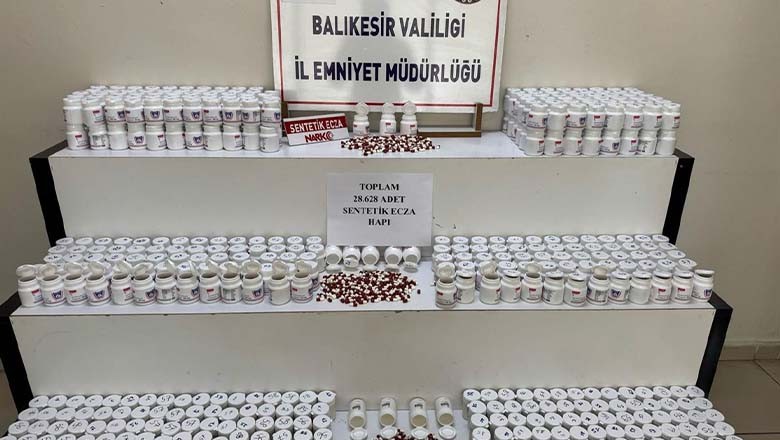 BALIKESİR VALİLİĞİ
İL EMNİYET MÜDÜRLÜĞÜ
SENTETİK ECZA
NARKO
TOPLAM
28.628 ADET
SENTETİK ECZA
HAPI